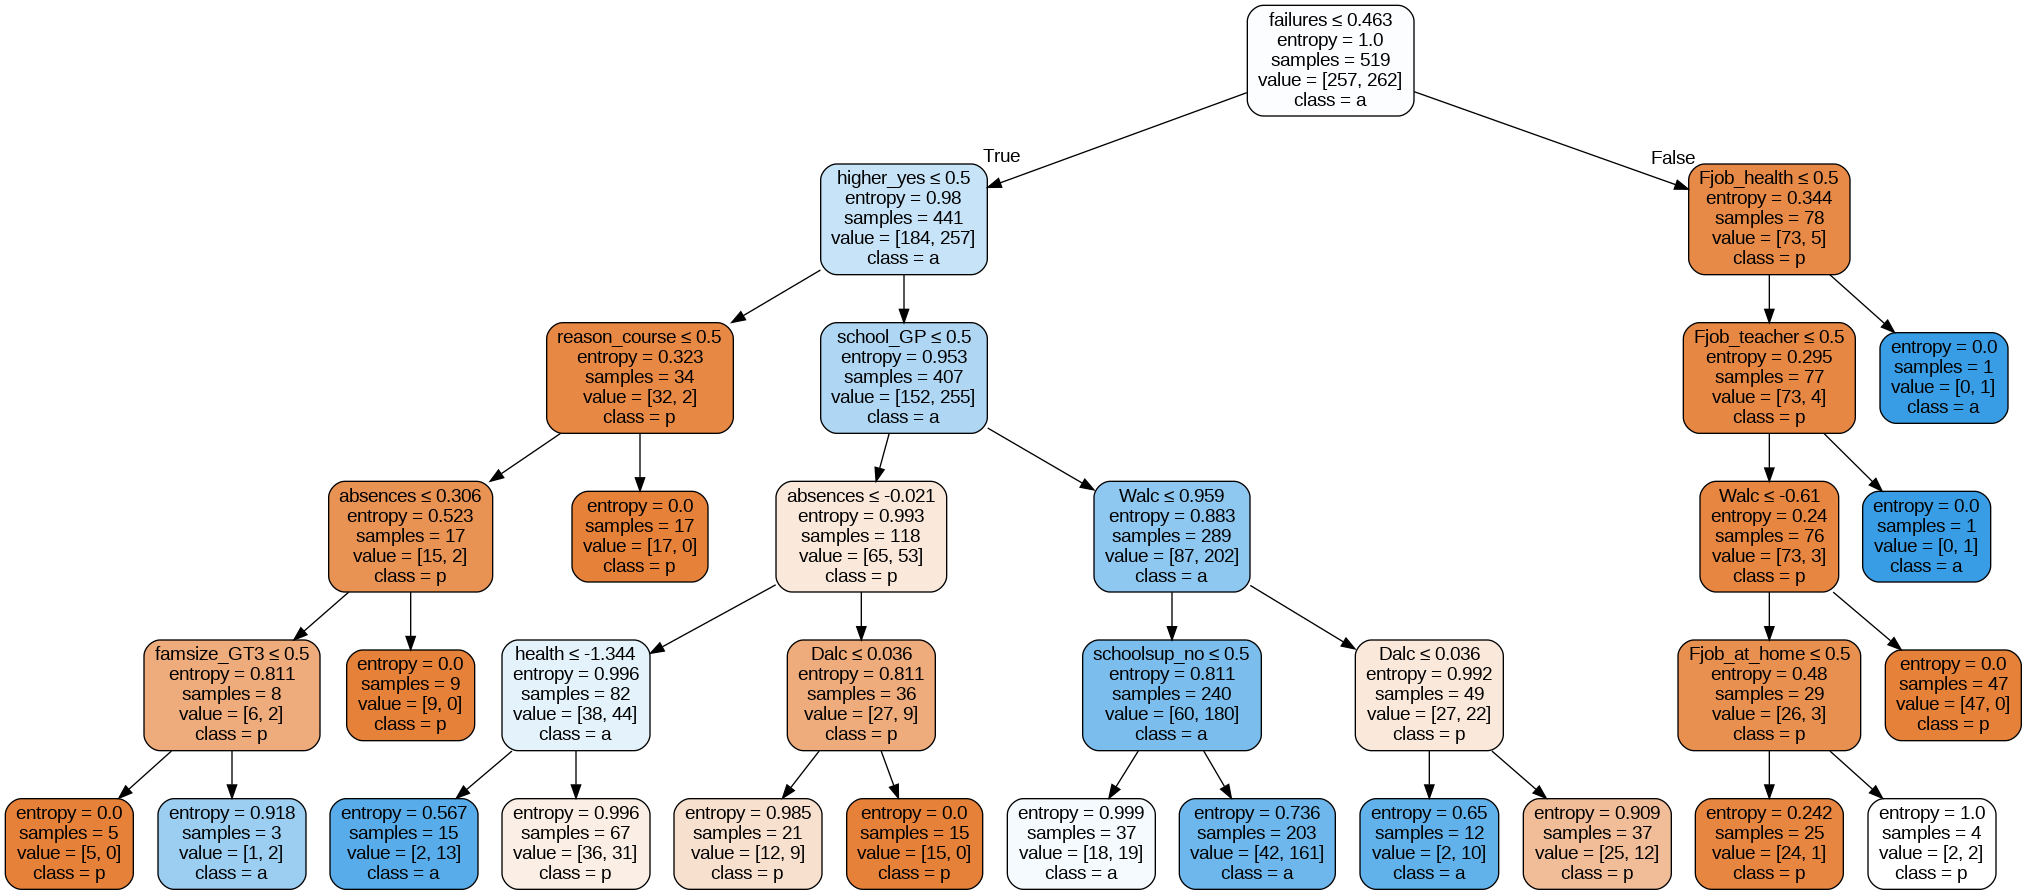 failures ≤ 0.463
entropy = 1.0
samples = 519
value = [257, 262]
class = a
True
False
higher_yes ≤ 0.5
entropy = 0.98
samples = 441
value = [184, 257]
class = a
Fjob_health ≤ 0.5
entropy = 0.344
samples = 78
value = [73, 5]
class = p
reason_course ≤ 0.5
entropy = 0.323
samples = 34
value = [32, 2]
class = p
school_GP ≤ 0.5
entropy = 0.953
samples = 407
value = [152, 255]
class = a
Fjob_teacher ≤ 0.5
entropy = 0.295
samples = 77
value = [73, 4]
class = p
entropy = 0.0
samples = 1
value = [0, 1]
class = a
absences ≤ 0.306
entropy = 0.523
samples = 17
value = [15, 2]
class = p
entropy = 0.0
samples = 17
value = [17, 0]
class = p
absences ≤ -0.021
entropy = 0.993
samples = 118
value = [65, 53]
class = p
Walc ≤ 0.959
entropy = 0.883
samples = 289
value = [87, 202]
class = a
Walc ≤ -0.61
entropy = 0.24
samples = 76
value = [73, 3]
class = p
entropy = 0.0
samples = 1
value = [0, 1]
class = a
famsize_GT3 ≤ 0.5
entropy = 0.811
samples = 8
value = [6, 2]
class = p
entropy = 0.0
samples = 9
value = [9, 0]
class = p
health ≤ -1.344
entropy = 0.996
samples = 82
value = [38, 44]
class = a
Dalc ≤ 0.036
entropy = 0.811
samples = 36
value = [27, 9]
class = p
schoolsup_no ≤ 0.5
entropy = 0.811
samples = 240
value = [60, 180]
class = a
Dalc ≤ 0.036
entropy = 0.992
samples = 49
value = [27, 22]
class = p
Fjob_at_home ≤ 0.5
entropy = 0.48
samples = 29
value = [26, 3]
class = p
entropy = 0.0
samples = 47
value = [47, 0]
class = p
entropy = 0.0
samples = 5
value = [5, 0]
class = p
entropy = 0.918
samples = 3
value = [1, 2]
class = a
entropy = 0.567
samples = 15
value = [2, 13]
class = a
entropy = 0.996
samples = 67
value = [36, 31]
class = p
entropy = 0.985
samples = 21
value = [12, 9]
class = p
entropy = 0.0
samples = 15
value = [15, 0]
class = p
entropy = 0.999
samples = 37
value = [18, 19]
class = a
entropy = 0.736
samples = 203
value = [42, 161]
class = a
entropy = 0.65
samples = 12
value = [2, 10]
class = a
entropy = 0.909
samples = 37
value = [25, 12]
class = p
entropy = 0.242
samples = 25
value = [24, 1]
class = p
entropy = 1.0
samples = 4
value = [2, 2]
class = p